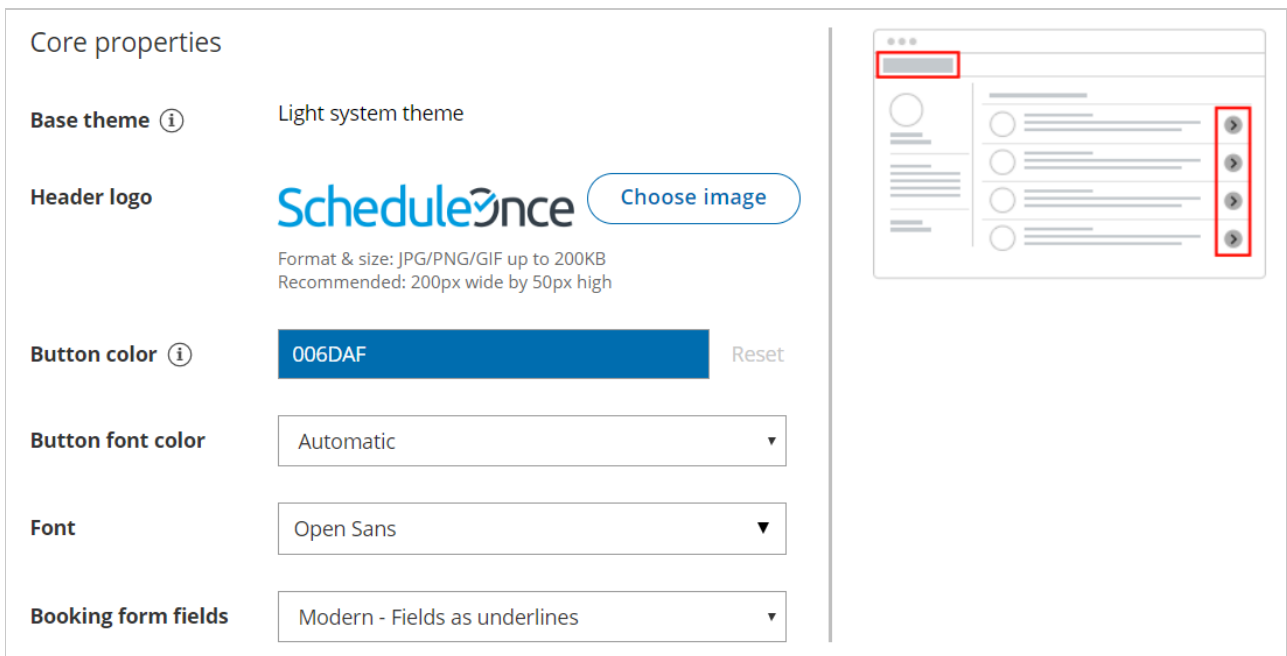 Core properties
Base theme i
Light system theme
Header logo
ScheduleOnce
Choose image
Format & size: JPG/PNG/GIF up to 200KB
Recommended: 200px wide by 50px high
Button color i
006DAF
Reset
Button font color
Automatic
Font
Open Sans
Booking form fields
Modern - Fields as underlines